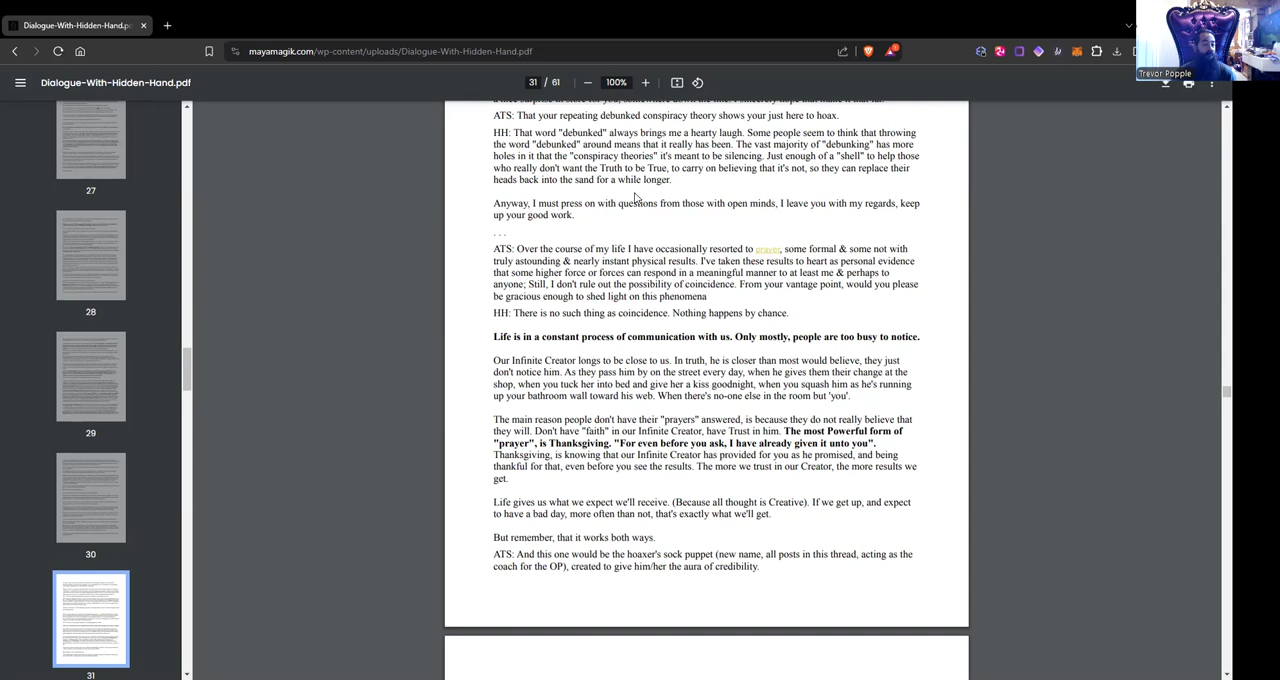 Dialogue-With-Hidden-Hand.pd
mayamagik.com/wp-content/uploads/Dialogue-With-Hidden-Hand.pdf
Trevor Popple
Dialogue-With-Hidden-Hand.pdf
31 / 61
100%
27
28
29
30
31
ATS: That your repeating debunked conspiracy theory shows your just here to hoax.
HH: That word "debunked" always brings me a hearty laugh. Some people seem to think that throwing
the word "debunked" around means that it really has been. The vast majority of "debunking" has more
holes in it that the "conspiracy theories" it's meant to be silencing. Just enough of a "shell" to help those
who really don't want the Truth to be True, to carry on believing that it's not, so they can replace their
heads back into the sand for a while longer.
Anyway, I must press on with questions from those with open minds, I leave you with my regards, keep
up your good work.
. . .
ATS: Over the course of my life I have occasionally resorted to prayer, some formal & some not with
truly astounding & nearly instant physical results. I've taken these results to heart as personal evidence
that some higher force or forces can respond in a meaningful manner to at least me & perhaps to
anyone; Still, I don't rule out the possibility of coincidence. From your vantage point, would you please
be gracious enough to shed light on this phenomena
HH: There is no such thing as coincidence. Nothing happens by chance.
Life is in a constant process of communication with us. Only mostly, people are too busy to notice.
Our Infinite Creator longs to be close to us. In truth, he is closer than most would believe, they just
don't notice him. As they pass him by on the street every day, when he gives them their change at the
shop, when you tuck her into bed and give her a kiss goodnight, when you squash him as he's running
up your bathroom wall toward his web. When there's no-one else in the room but 'you'.
The main reason people don't have their "prayers" answered, is because they do not really believe that
they will. Don't have "faith" in our Infinite Creator, have Trust in him. The most Powerful form of
"prayer", is Thanksgiving. "For even before you ask, I have already given it unto you".
Thanksgiving, is knowing that our Infinite Creator has provided for you as he promised, and being
thankful for that, even before you see the results. The more we trust in our Creator, the more results we
get.
Life gives us what we expect we'll receive. (Because all thought is Creative). If we get up, and expect
to have a bad day, more often than not, that's exactly what we'll get.
But remember, that it works both ways.
ATS: And this one would be the hoaxer's sock puppet (new name, all posts in this thread, acting as the
coach for the OP), created to give him/her the aura of credibility.